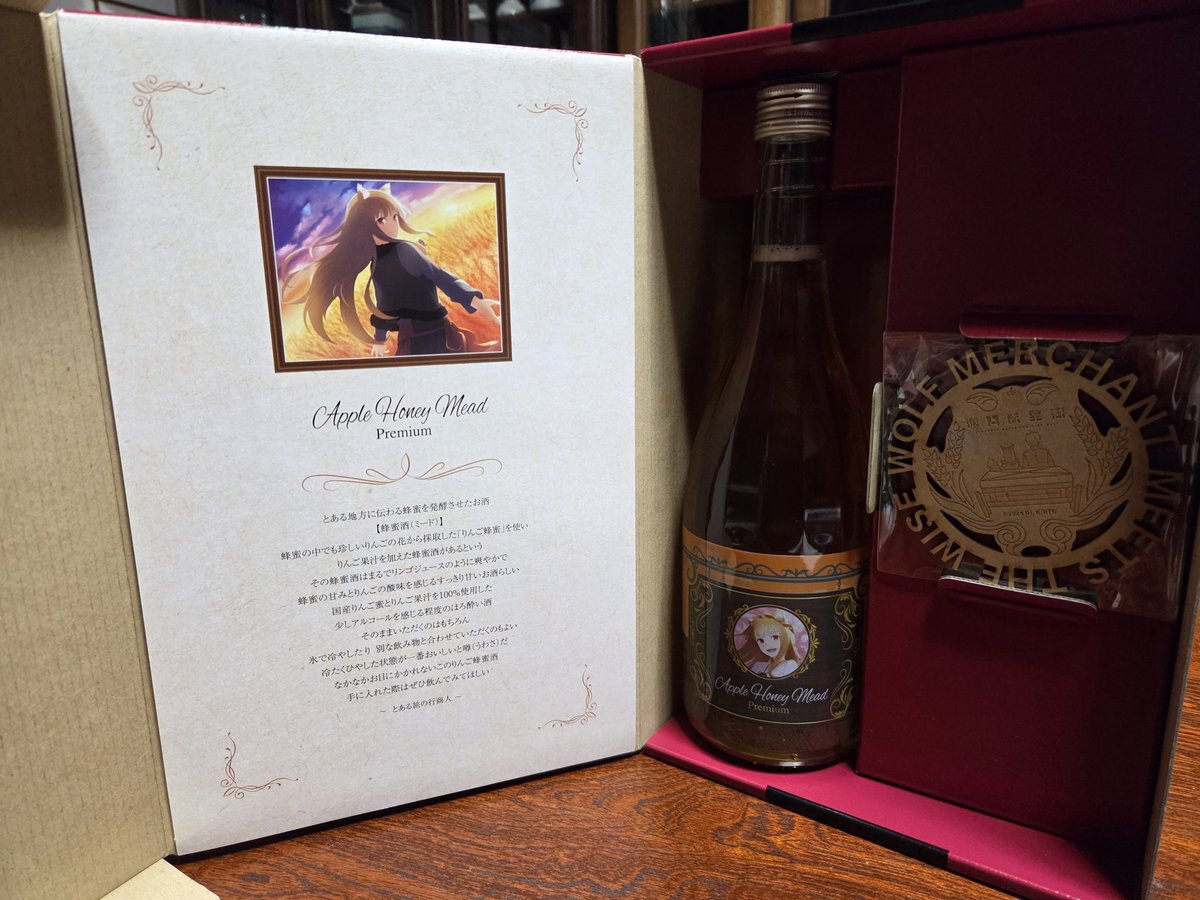 Apple Honey Mead
Premium
とある地方に伝わる蜂蜜を発酵させたお酒
【蜂蜜酒(ミード)】
蜂蜜の中でも珍しいりんごの花から採取した「りんご蜂蜜」を使い
りんご果汁を加えた蜂蜜酒があるという
その蜂蜜酒はまるでリンゴジュースのように爽やかで
蜂蜜の甘みとりんごの酸味を感じるすっきり甘いお酒らしい
国産りんご蜜とりんご果汁を100%使用した
少しアルコールを感じる程度のほろ酔い酒
そのままいただくのはもちろん
氷で冷やしたり 別な飲み物と合わせていただくのもよい
冷たくひやした状態が一番おいしいと噂(うわさ)だ
なかなかお目にかかれないこのりんご蜂蜜酒
手に入れた際はぜひ飲んでみてほしい
~ とある旅の行商人 ~
Apple Honey Mead
Premium
MERCHANT MEETS THE WISE WOLF